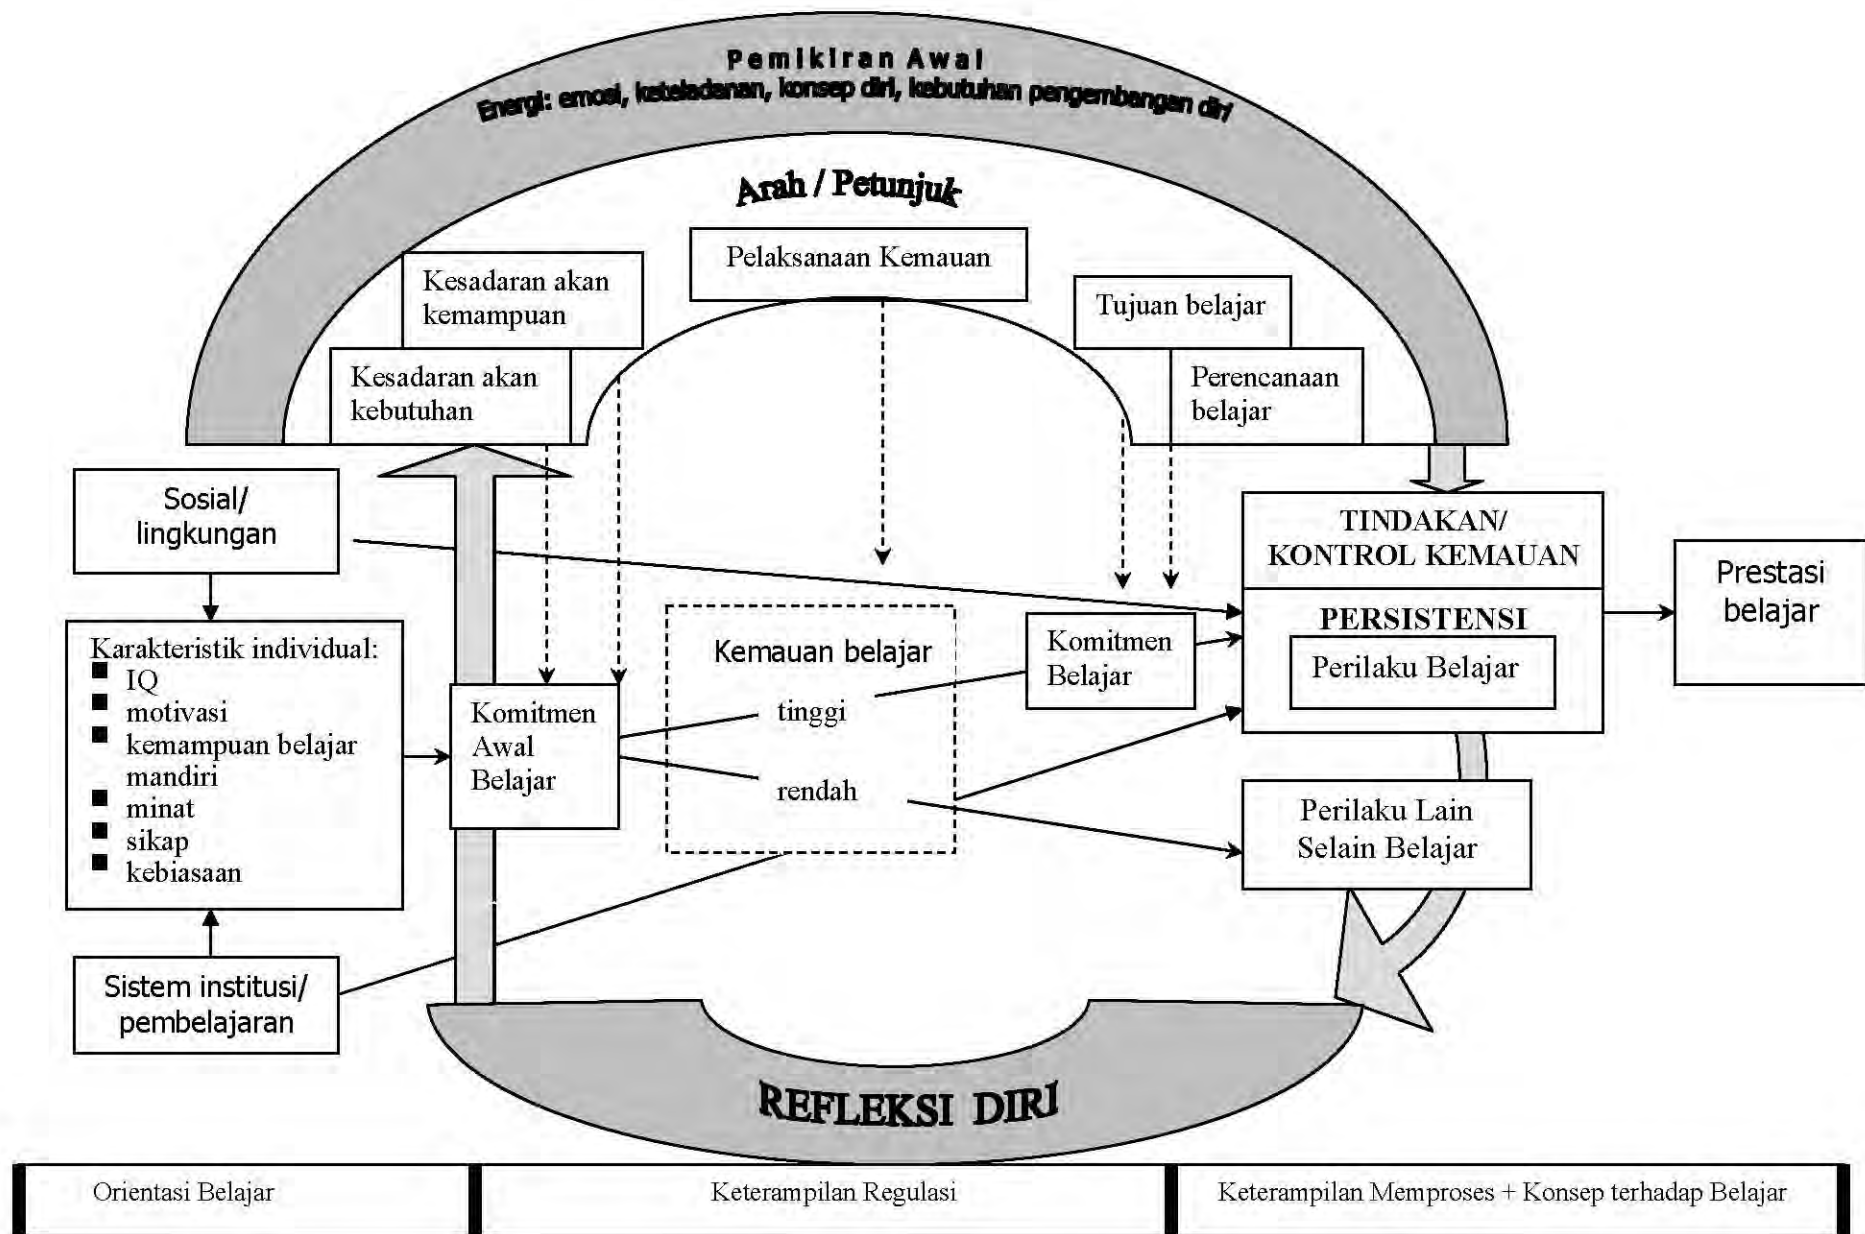 Pemikiran Awal
Energi: emosi, keteladanan, konsep diri, kebutuhan pengembangan diri
Arah / Petunjuk
Pelaksanaan Kemauan
Kesadaran akan
kemampuan
Tujuan belajar
Kesadaran akan
kebutuhan
Perencanaan
belajar
Sosial/
lingkungan
TINDAKAN/
KONTROL KEMAUAN
Prestasi
belajar
PERSISTENSI
Perilaku Belajar
Karakteristik individual:
■ IQ
■ motivasi
■ kemampuan belajar
mandiri
■ minat
■ sikap
■ kebiasaan
Komitmen
Awal
Belajar
Kemauan belajar
tinggi
rendah
Komitmen
Belajar
Perilaku Lain
Selain Belajar
Sistem institusi/
pembelajaran
REFLEKSI DIRI
Orientasi Belajar
Keterampilan Regulasi
Keterampilan Memproses + Konsep terhadap Belajar